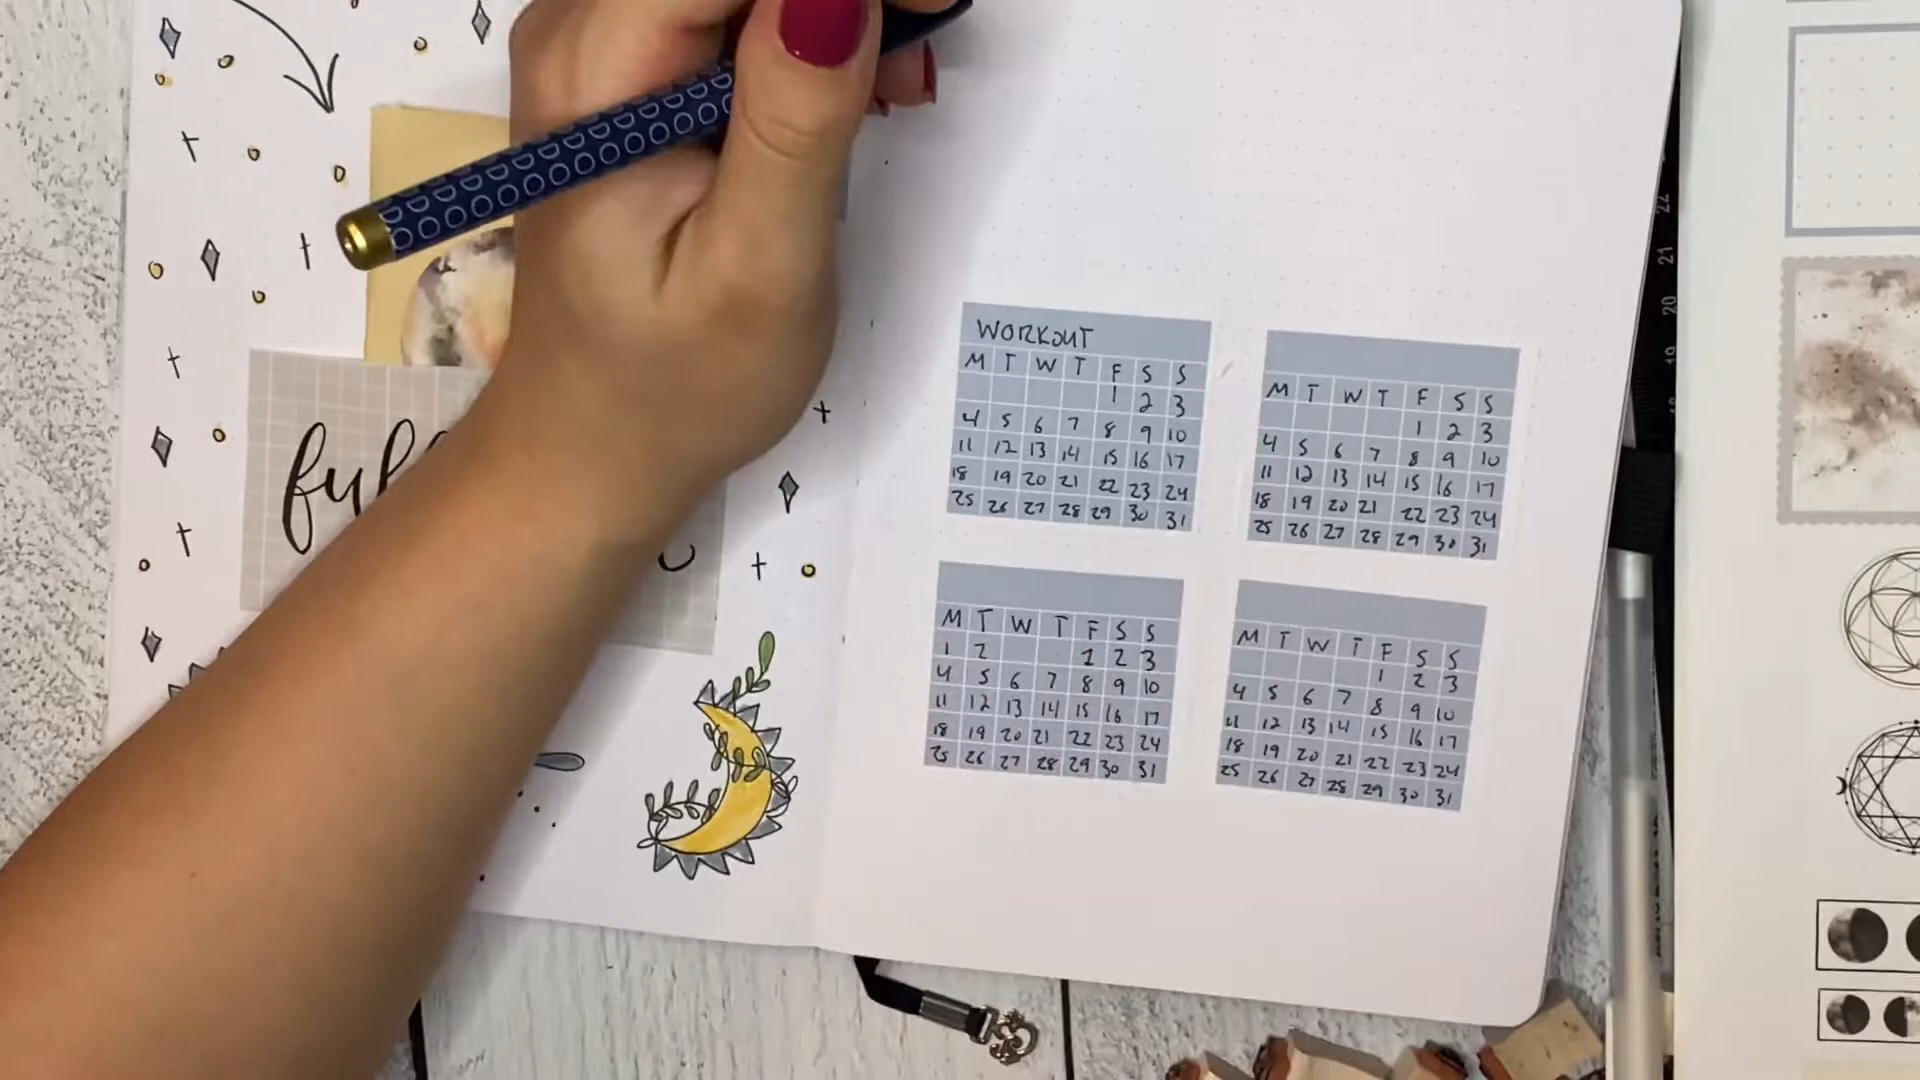 WORKOUT
M T W T F S S
1 2 3
4 5 6 7 8 9 10
11 12 13 14 15 16 17
18 19 20 21 22 23 24
25 26 27 28 29 30 31
M T W T F S S
1 2 3
4 5 6 7 8 9 10
11 12 13 14 15 16 17
18 19 20 21 22 23 24
25 26 27 28 29 30 31
M T W T F S S
1 2 1 2 3
4 5 6 7 8 9 10
11 12 13 14 15 16 17
18 19 20 21 22 23 24
25 26 27 28 29 30 31
M T W T F S S
1 2 3
4 5 6 7 8 9 10
11 12 13 14 15 16 17
18 19 20 21 22 23 24
25 26 27 28 29 30 31
22
21
20
19